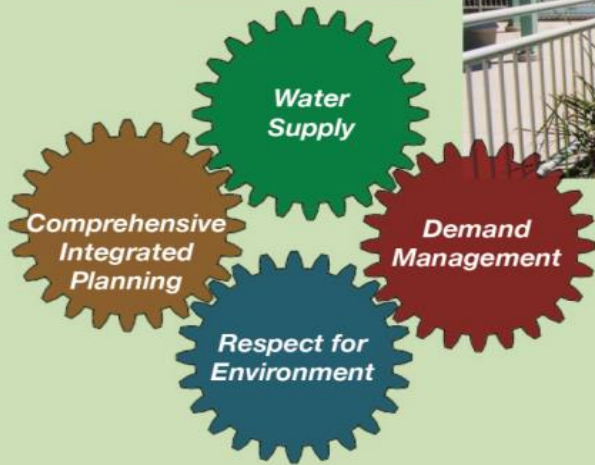 Water
Supply
Comprehensive
Integrated
Planning
Demand
Management
Respect for
Environment